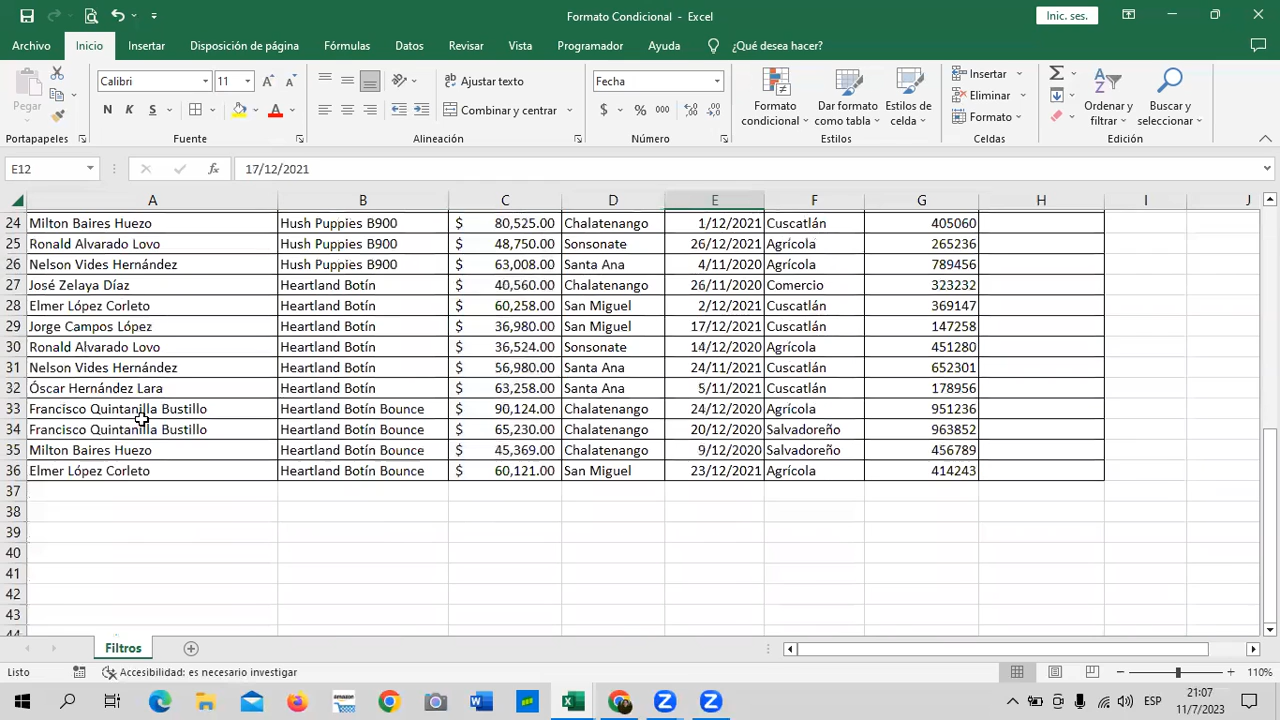 Formato Condicional - Excel
Inic. ses.
Archivo Inicio Insertar Disposición de página Fórmulas Datos Revisar Vista Programador Ayuda ¿Qué desea hacer?
Pegar
Portapapeles
Calibri 11
N K S
Fuente
Ajustar texto
Combinar y centrar
Alineación
Fecha
$ % 000
Número
Formato condicional
Dar formato como tabla
Estilos de celda
Estilos
Insertar
Eliminar
Formato
Celdas
Ordenar y filtrar
Buscar y seleccionar
Edición
E12 fx 17/12/2021
A B C D E F G H I J
24 Milton Baires Huezo Hush Puppies B900 $ 80,525.00 Chalatenango 1/12/2021 Cuscatlán 405060
25 Ronald Alvarado Lovo Hush Puppies B900 $ 48,750.00 Sonsonate 26/12/2021 Agrícola 265236
26 Nelson Vides Hernández Hush Puppies B900 $ 63,008.00 Santa Ana 4/11/2020 Agrícola 789456
27 José Zelaya Díaz Heartland Botín $ 40,560.00 Chalatenango 26/11/2020 Comercio 323232
28 Elmer López Corleto Heartland Botín $ 60,258.00 San Miguel 2/12/2021 Cuscatlán 369147
29 Jorge Campos López Heartland Botín $ 36,980.00 San Miguel 17/12/2021 Cuscatlán 147258
30 Ronald Alvarado Lovo Heartland Botín $ 36,524.00 Sonsonate 14/12/2020 Agrícola 451280
31 Nelson Vides Hernández Heartland Botín $ 56,980.00 Santa Ana 24/11/2021 Cuscatlán 652301
32 Óscar Hernández Lara Heartland Botín $ 63,258.00 Santa Ana 5/11/2021 Cuscatlán 178956
33 Francisco Quintanilla Bustillo Heartland Botín Bounce $ 90,124.00 Chalatenango 24/12/2020 Agrícola 951236
34 Francisco Quintanilla Bustillo Heartland Botín Bounce $ 65,230.00 Chalatenango 20/12/2020 Salvadoreño 963852
35 Milton Baires Huezo Heartland Botín Bounce $ 45,369.00 Chalatenango 9/12/2020 Salvadoreño 456789
36 Elmer López Corleto Heartland Botín Bounce $ 60,121.00 San Miguel 23/12/2021 Agrícola 414243
37
38
39
40
41
42
43
44
Filtros
Listo Accesibilidad: es necesario investigar 110%
ESP 21:07
11/7/2023